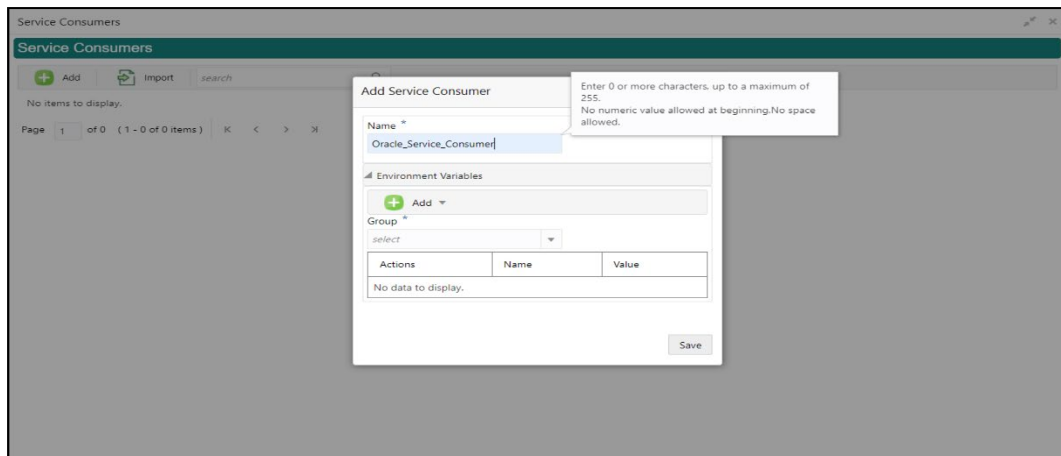 Service Consumers
Service Consumers
Add Import search
No items to display.
Page 1 of 0 (1 - 0 of 0 items)
Add Service Consumer
Enter 0 or more characters, up to a maximum of
255.
No numeric value allowed at beginning.No space
allowed.
Name *
Oracle_Service_Consumer
Environment Variables
Add
Group *
select
Actions Name Value
No data to display.
Save